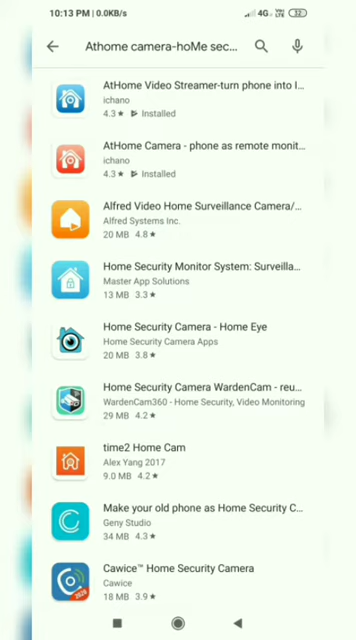 10:13 PM | 0.0KB/s 4G VoLTE 32
Athome camera-hoMe sec...
AtHome Video Streamer-turn phone into I...
ichano
4.3★ Installed
AtHome Camera - phone as remote monit...
ichano
4.3★ Installed
Alfred Video Home Surveillance Camera/...
Alfred Systems Inc.
20 MB 4.8★
Home Security Monitor System: Surveilla...
Master App Solutions
13 MB 3.3★
Home Security Camera - Home Eye
Home Security Camera Apps
20 MB 3.8★
Home Security Camera WardenCam - reu...
WardenCam360 - Home Security, Video Monitoring
29 MB 4.2★
time2 Home Cam
Alex Yang 2017
9.0 MB 4.2★
Make your old phone as Home Security C...
Geny Studio
34 MB 4.3★
Cawice™ Home Security Camera
Cawice
18 MB 3.9★
2020